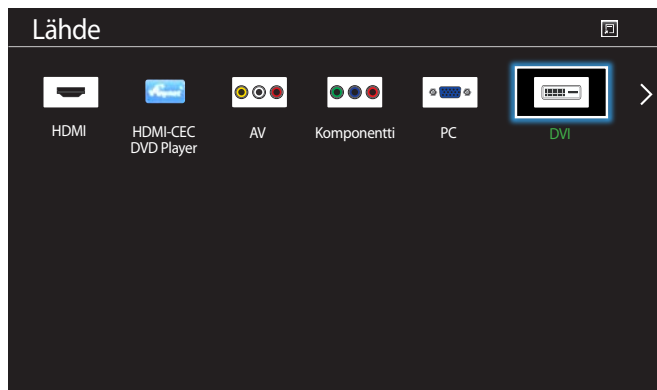 Lähde
HDMI
HDMI-CEC
DVD Player
AV
Komponentti
PC
DVI